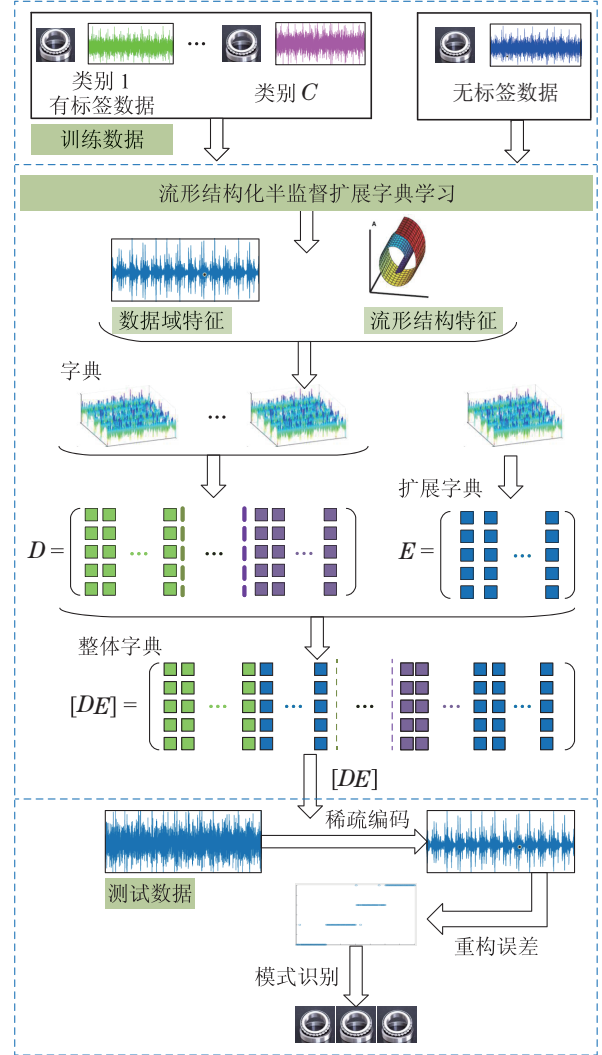 ...
类别 1
有标签数据
类别 C
无标签数据
训练数据
流形结构化半监督扩展字典学习
A
数据域特征
流形结构特征
字典
...
扩展字典
D =
...
...
...
E =
...
整体字典
[DE] =
...
...
...
...
...
[DE]
稀疏编码
测试数据
重构误差
模式识别